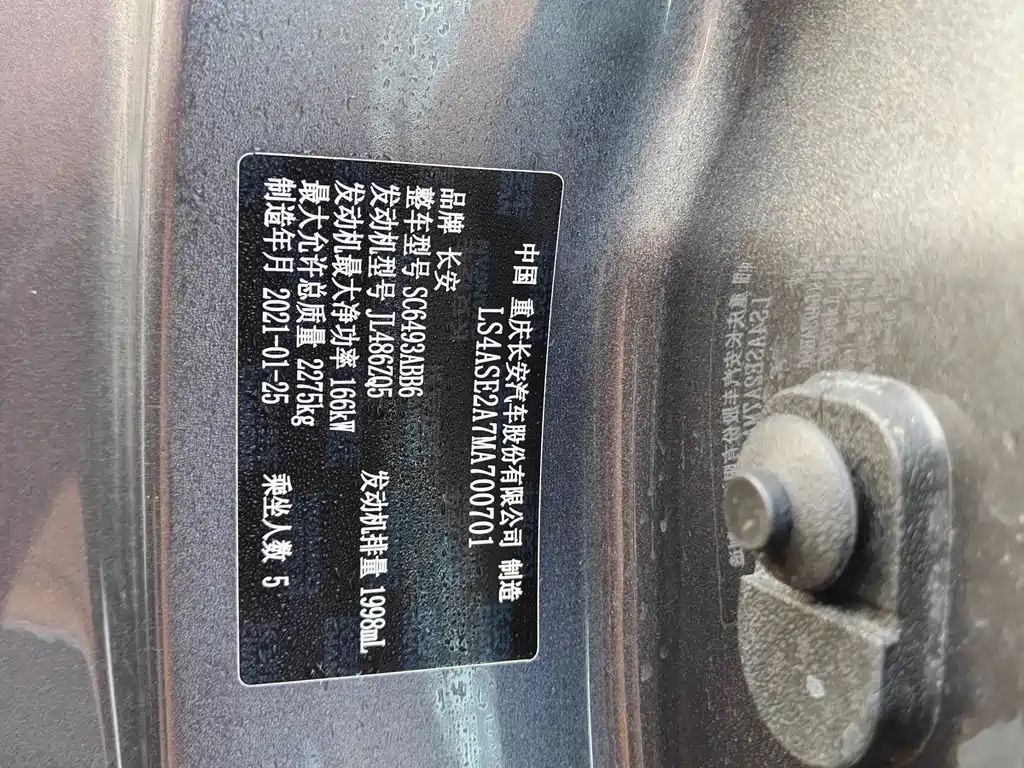 中国 重庆长安汽车股份有限公司 制造
LS4ASE2A7MA700701
品牌 长安
整车型号 SC6493ABB6
发动机型号 JL486ZQ5 发动机排量 1998mL
发动机最大净功率 166kW
最大允许总质量 2275kg
制造年月 2021-01-25 乘坐人数 5